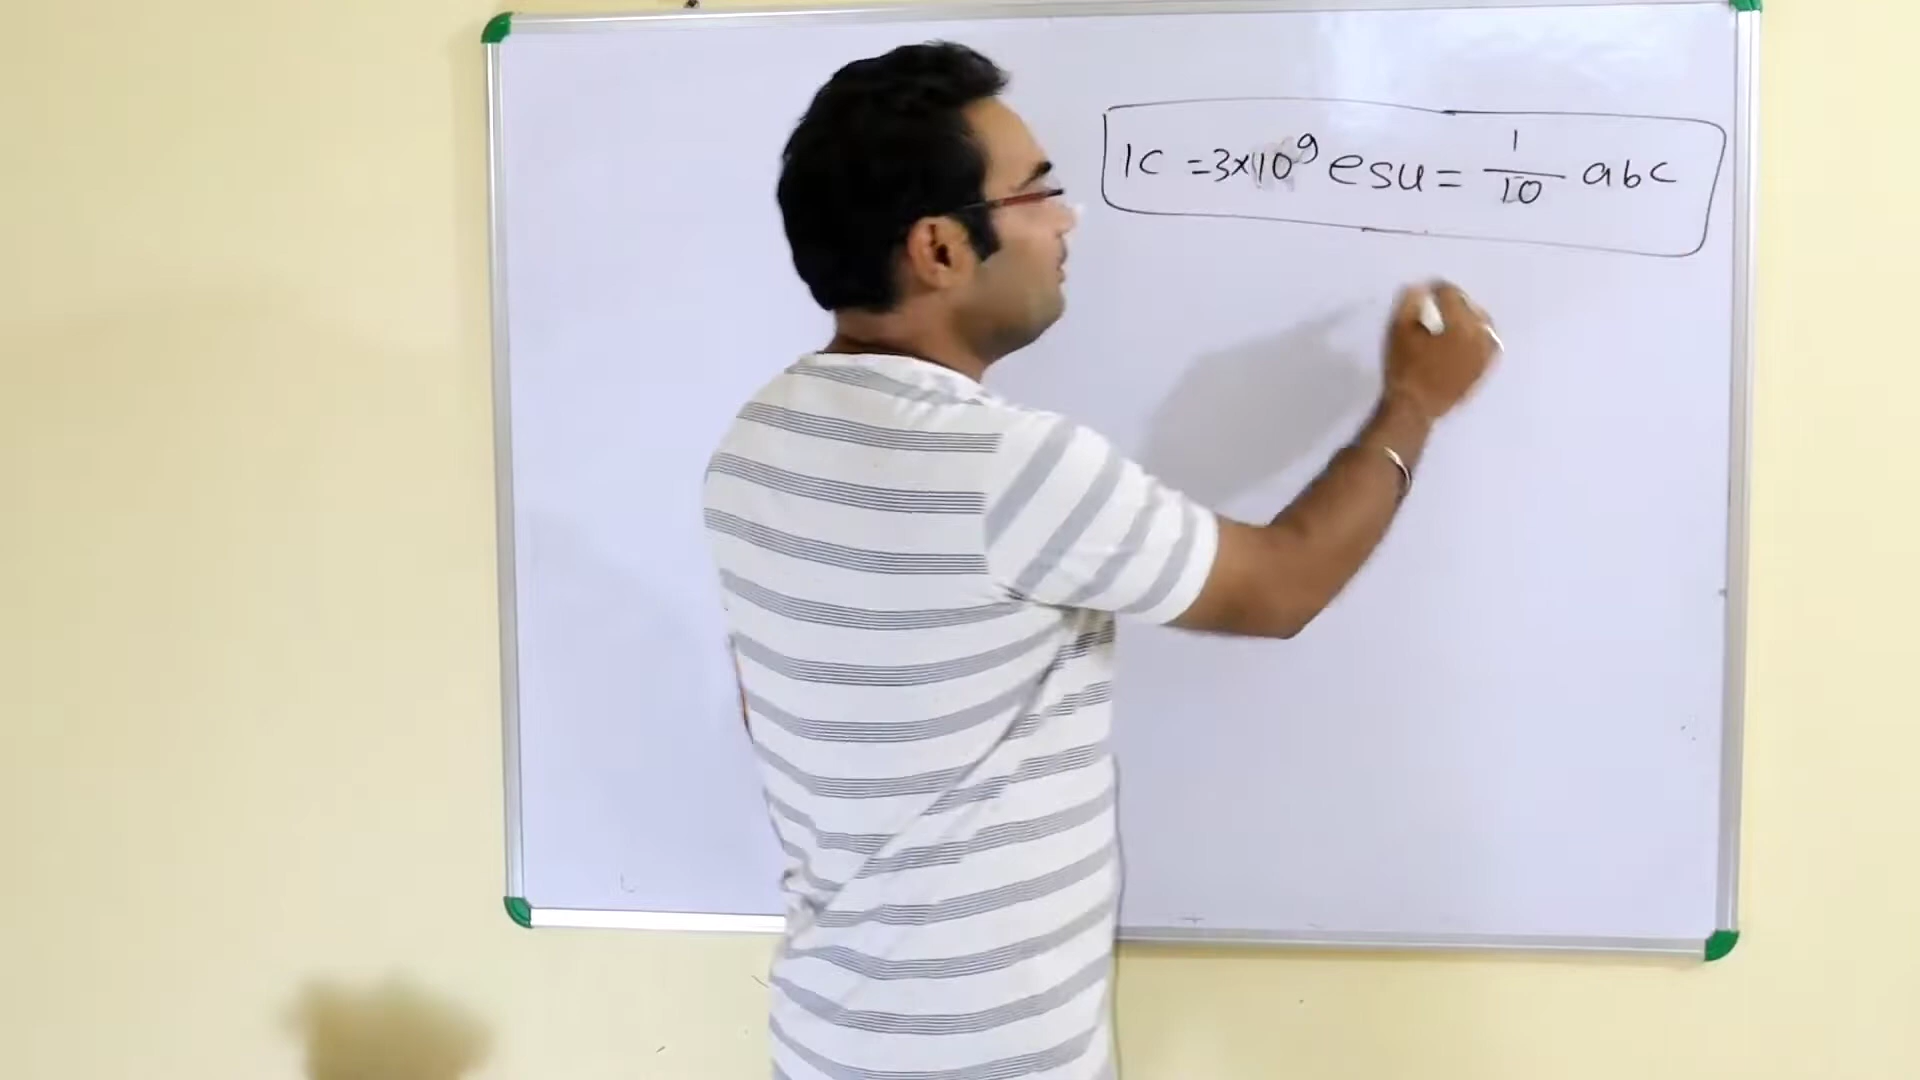 1C = 3×10⁹ esu = 1/10 abc